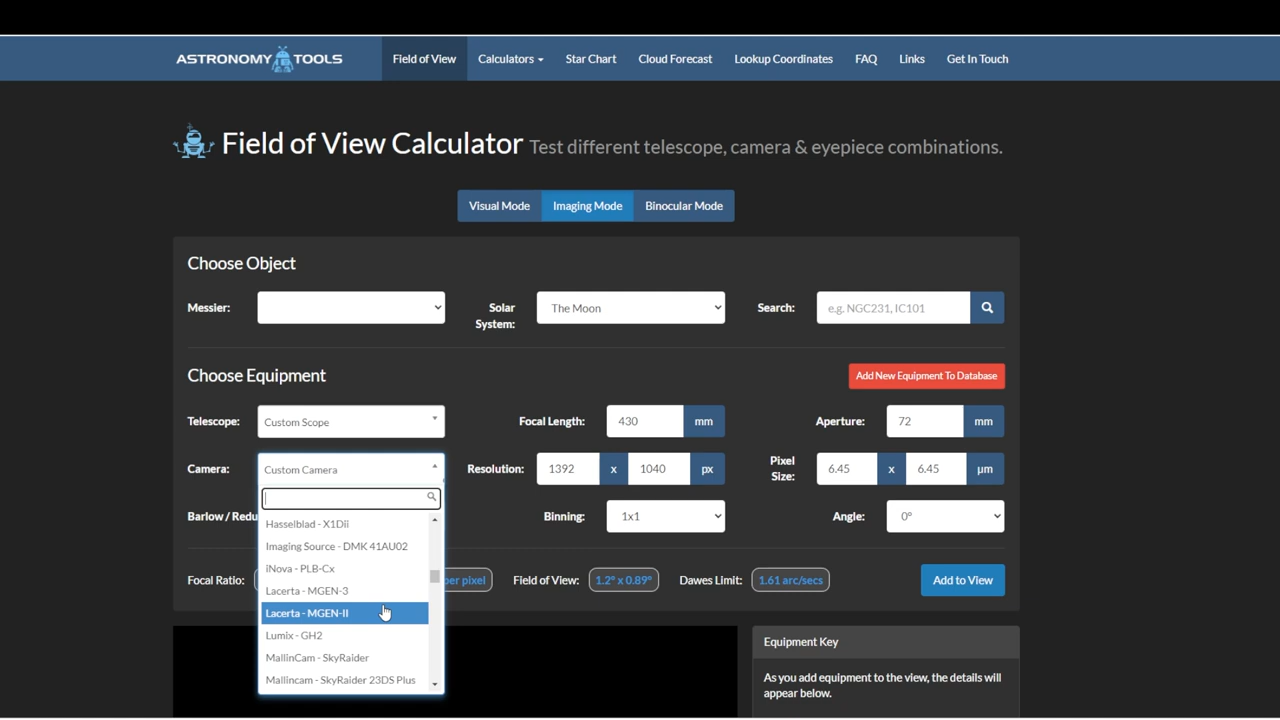 ASTRONOMY TOOLS Field of View Calculators Star Chart Cloud Forecast Lookup Coordinates FAQ Links Get In Touch
Field of View Calculator Test different telescope, camera & eyepiece combinations.
Visual Mode Imaging Mode Binocular Mode
Choose Object
Messier: Solar System: The Moon Search: e.g. NGC231, IC101
Choose Equipment Add New Equipment To Database
Telescope: Custom Scope Focal Length: 430 mm Aperture: 72 mm
Camera: Custom Camera Resolution: 1392 x 1040 px Pixel Size: 6.45 x 6.45 µm
Barlow / Redu Binning: 1x1 Angle: 0°
Hasselblad - X1Dii
Imaging Source - DMK 41AU02
iNova - PLB-Cx
Lacerta - MGEN-3
Lacerta - MGEN-II
Lumix - GH2
MallinCam - SkyRaider
Mallincam - SkyRaider 23DS Plus
Focal Ratio: per pixel Field of View: 1.2° x 0.89° Dawes Limit: 1.61 arc/secs Add to View
Equipment Key
As you add equipment to the view, the details will
appear below.